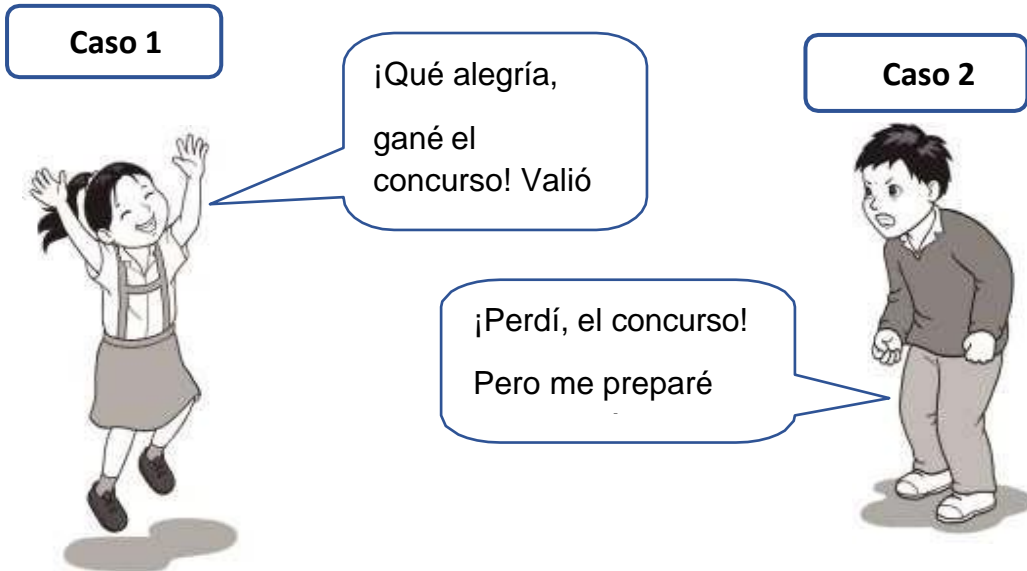 Caso 1
¡Qué alegría,
gané el
concurso! Valió
Caso 2
¡Perdí, el concurso!
Pero me preparé